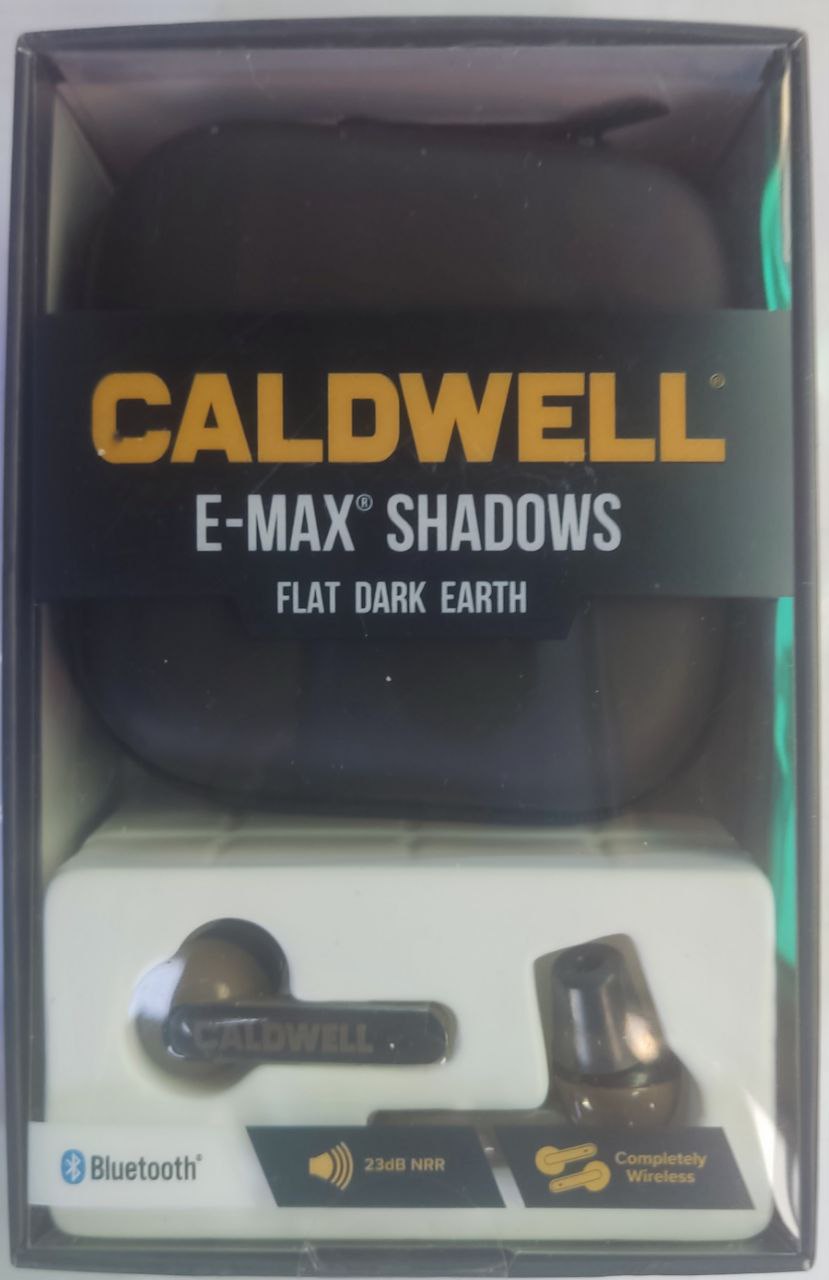 CALDWELL®
E-MAX® SHADOWS
FLAT DARK EARTH
CALDWELL
Bluetooth®
23dB NRR
Completely
Wireless